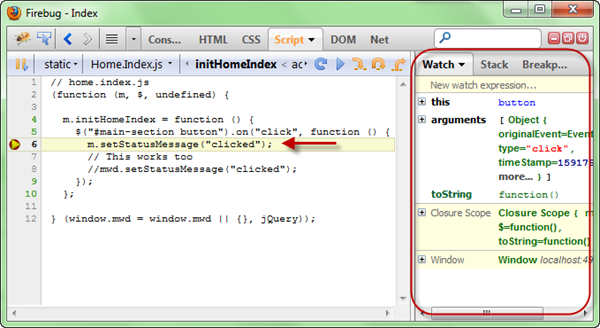 Firebug - Index
Cons... HTML CSS Script DOM Net
static Home.Index.js initHomeIndex < ac
Watch Stack Breakp...
1 // home.index.js
2 (function (m, $, undefined) {
3
4 m.initHomeIndex = function () {
5 $("#main-section button").on("click", function () {
6 m.setStatusMessage("clicked");
7 // This works too
8 //mwd.setStatusMessage("clicked");
9 });
10 };
11
12 } (window.mwd = window.mwd || {}, jQuery));
New watch expression...
this button
arguments [ Object {
originalEvent=Even
type="click",
timeStamp=159178
more... } ]
toString function()
Closure Scope Closure Scope { m
$=function(),
toString=function()
Window Window localhost:49